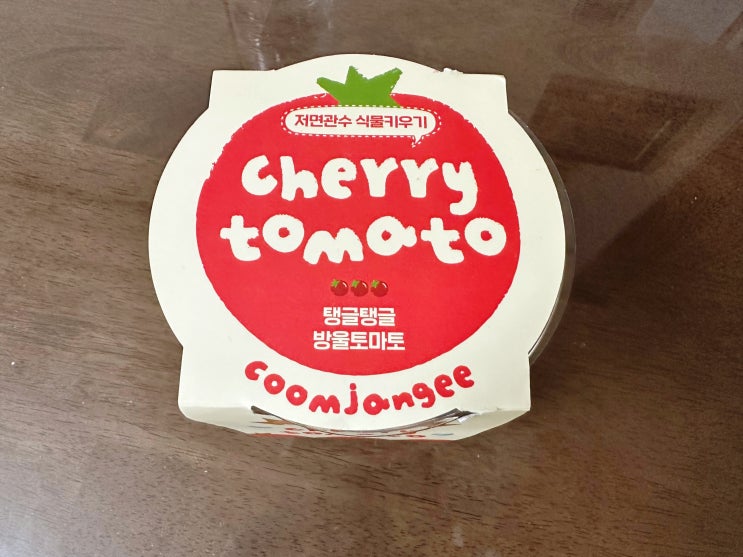 저면관수 식물키우기
cherry
tomato
탱글탱글
방울토마토
coomjangee